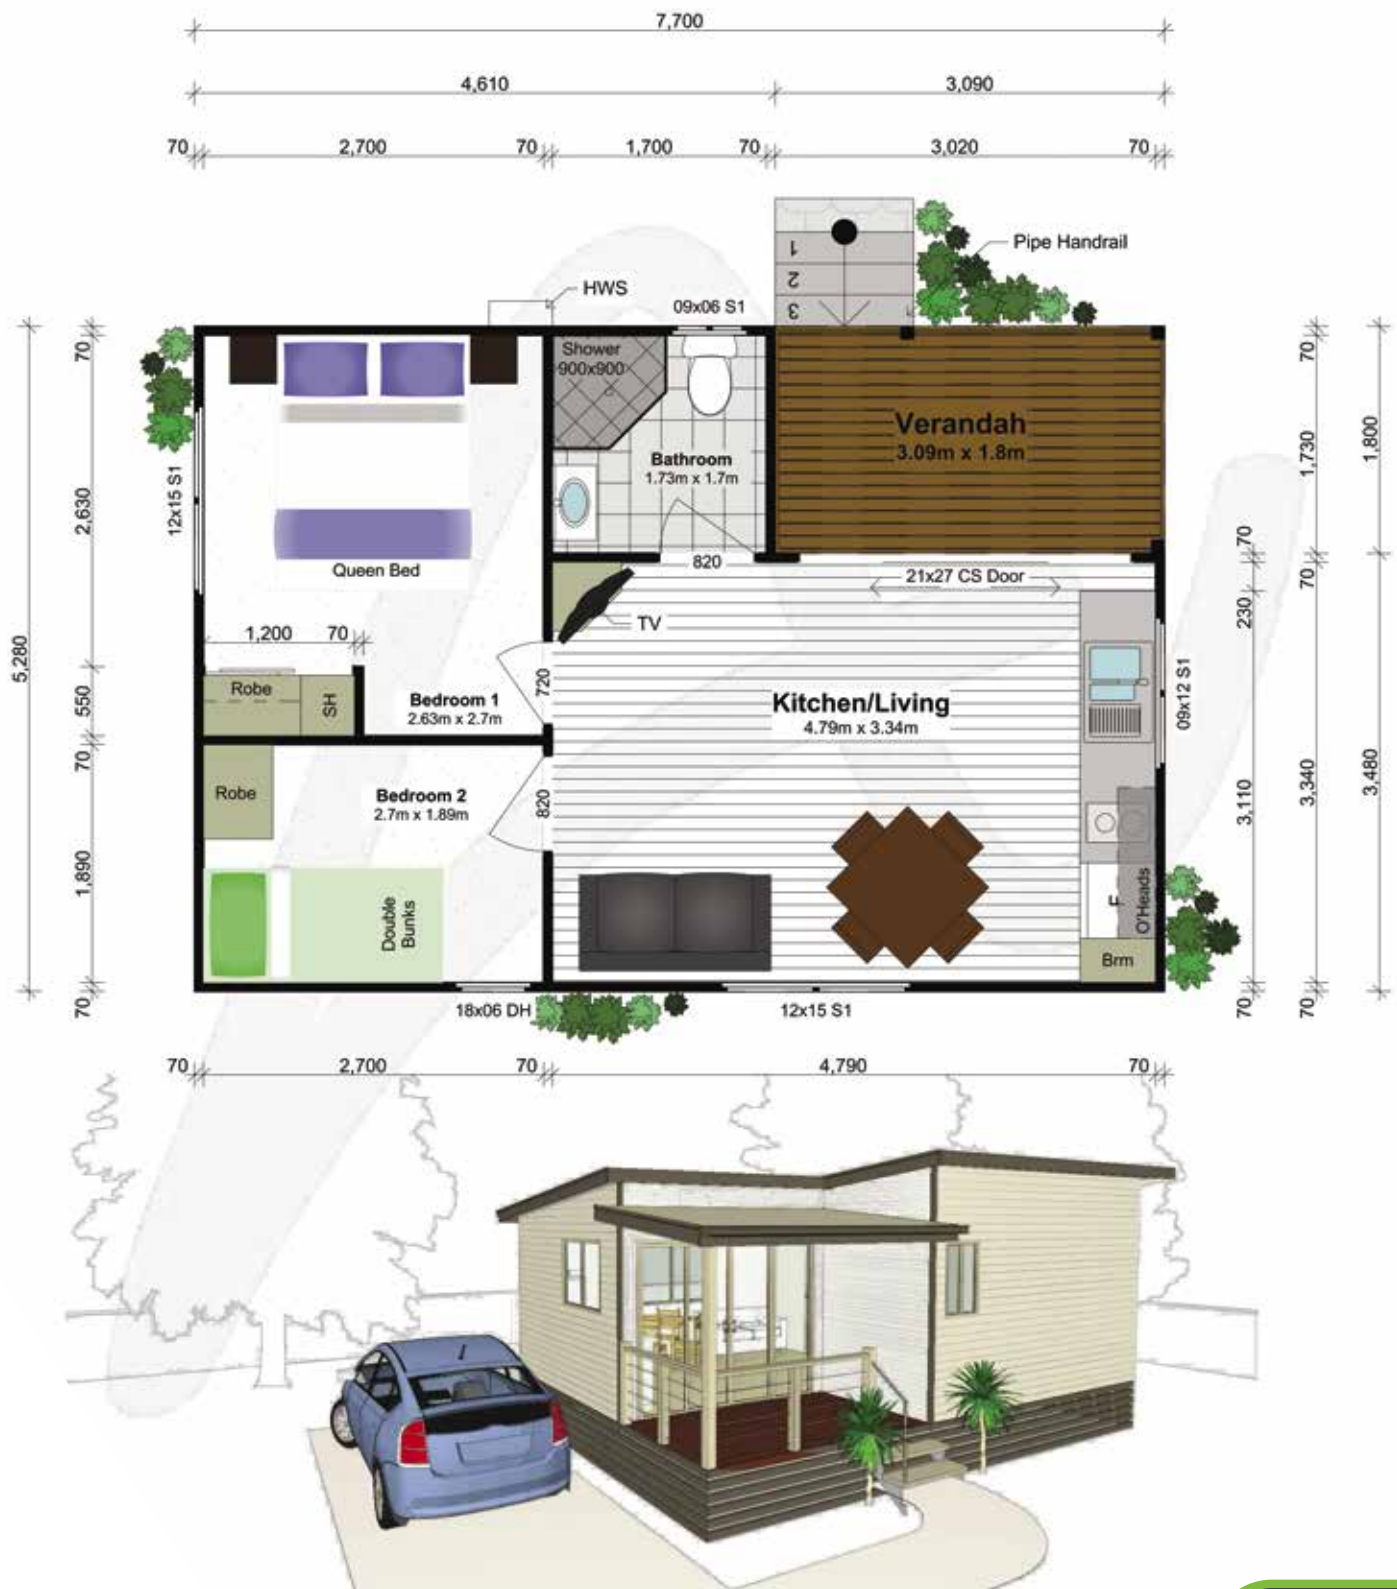 7,700
4,610
3,090
70
2,700
70
1,700
70
3,020
70
Pipe Handrail
1
2
3
HWS
09x06 S1
70
2,630
550
70
1,890
70
5,280
12x15 S1
Shower
900x900
Bathroom
1.73m x 1.7m
Verandah
3.09m x 1.8m
Queen Bed
820
21x27 CS Door
TV
1,200
70
Robe
SH
Bedroom 1
2.63m x 2.7m
720
Kitchen/Living
4.79m x 3.34m
09x12 S1
Robe
Bedroom 2
2.7m x 1.89m
820
Double
Bunks
F
O'Heads
Brm
18x06 DH
12x15 S1
70
230
3,110
70
70
1,730
70
3,340
70
1,800
3,480
70
2,700
70
4,790
70